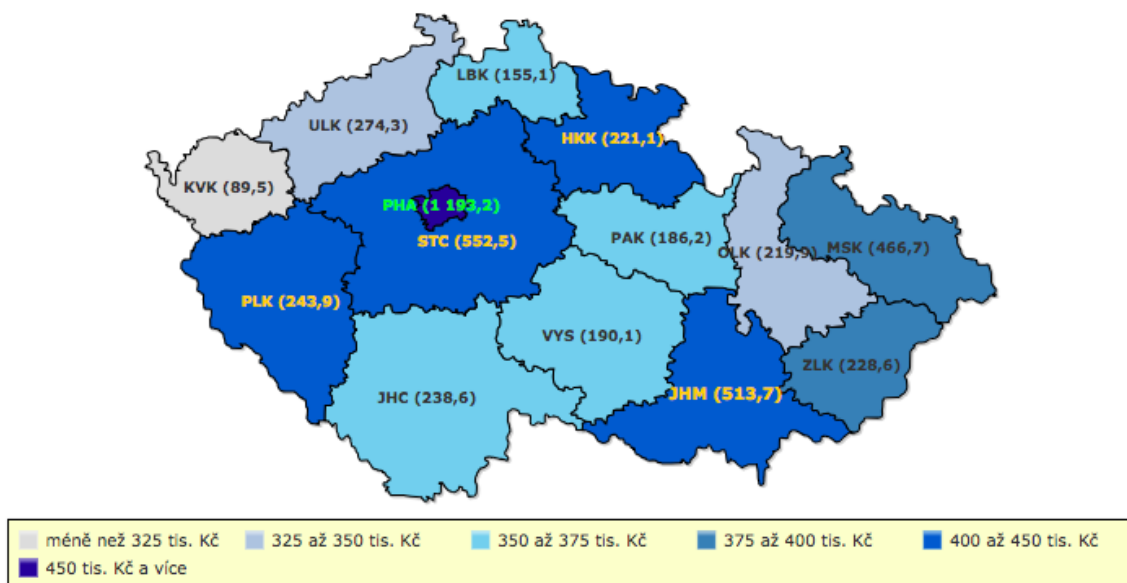 LBK (155,1)
ULK (274,3)
HKK (221,1)
KVK (89,5)
PHA (1 193,2)
STC (552,5)
PAK (186,2)
OLK (219,9)
MSK (466,7)
PLK (243,9)
VYS (190,1)
ZLK (228,6)
JHC (238,6)
JHM (513,7)
méně než 325 tis. Kč 325 až 350 tis. Kč 350 až 375 tis. Kč 375 až 400 tis. Kč 400 až 450 tis. Kč
450 tis. Kč a více